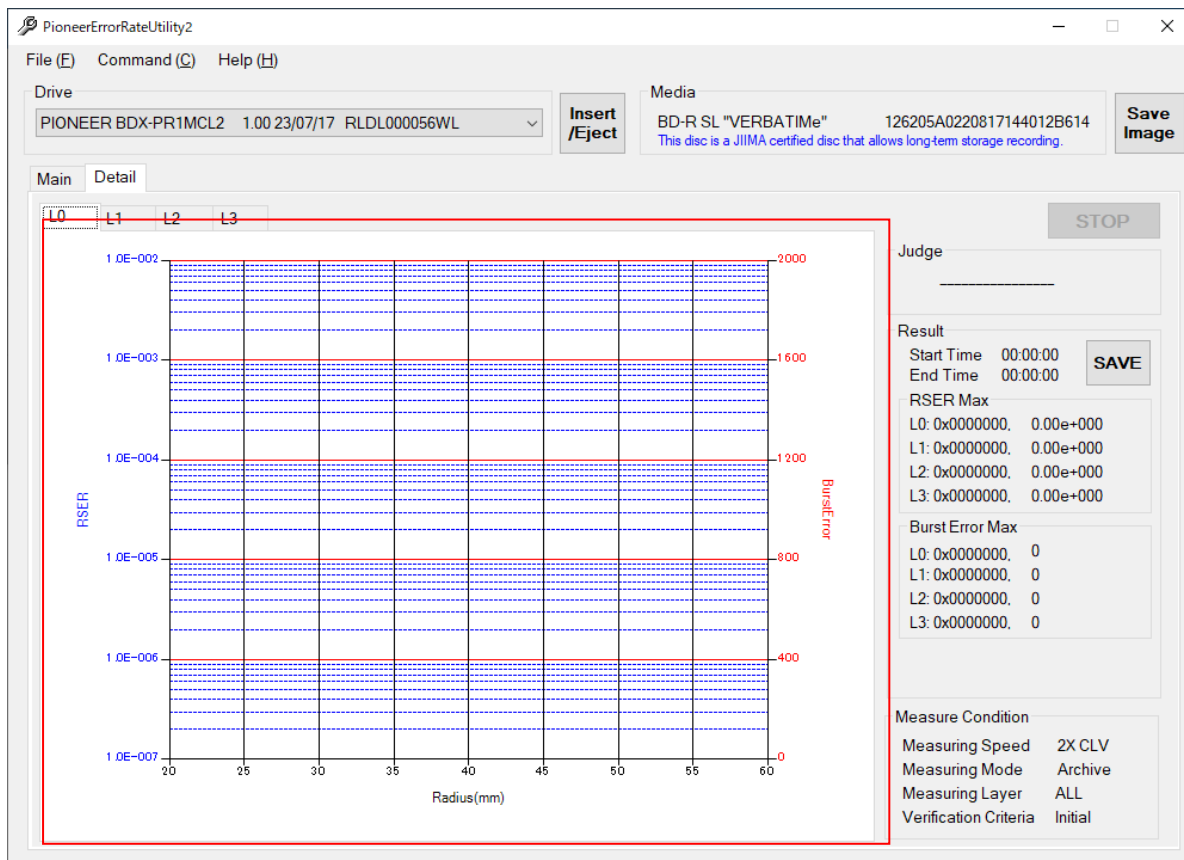 PioneerErrorRateUtility2
File (F) Command (C) Help (H)
Drive
PIONEER BDX-PR1MCL2 1.00 23/07/17 RLDL000056WL
Insert
/Eject
Media
BD-R SL "VERBATIMe" 126205A0220817144012B614
This disc is a JIIMA certified disc that allows long-term storage recording.
Save
Image
Main Detail
L0 L1 L2 L3
STOP
1.0E-002
1.0E-003
1.0E-004
1.0E-005
1.0E-006
1.0E-007
RSER
2000
1600
1200
800
400
0
BurstError
20 25 30 35 40 45 50 55 60
Radius(mm)
Judge
----------------
Result
Start Time 00:00:00
End Time 00:00:00
SAVE
RSER Max
L0: 0x0000000, 0.00e+000
L1: 0x0000000, 0.00e+000
L2: 0x0000000, 0.00e+000
L3: 0x0000000, 0.00e+000
Burst Error Max
L0: 0x0000000, 0
L1: 0x0000000, 0
L2: 0x0000000, 0
L3: 0x0000000, 0
Measure Condition
Measuring Speed 2X CLV
Measuring Mode Archive
Measuring Layer ALL
Verification Criteria Initial